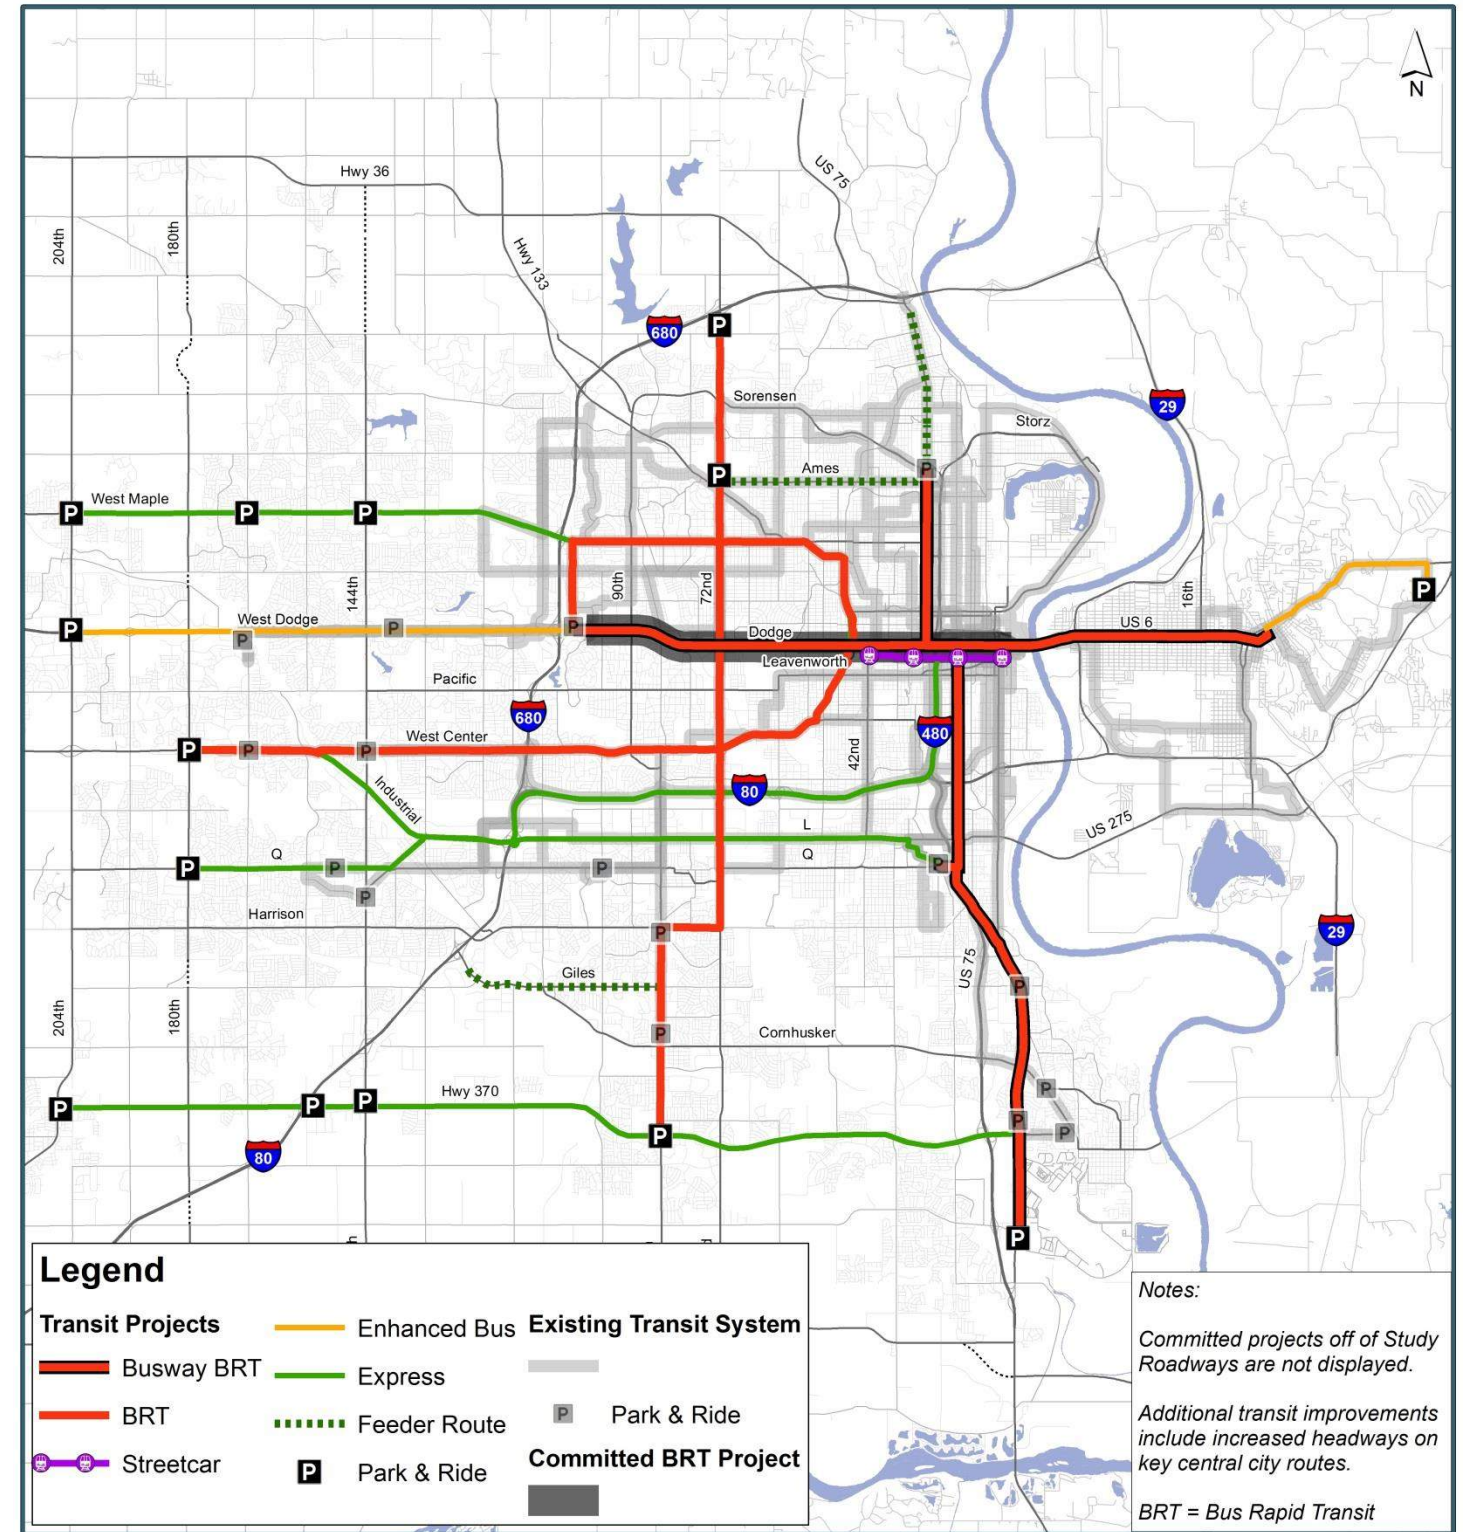 N
Hwy 36
US 75
204th
180th
Hwy 133
680
P
Sorensen
29
Storz
P
Ames
P
West Maple
P
P
P
144th
90th
72nd
16th
P
P
West Dodge
P
P
P
Dodge
US 6
Leavenworth
Pacific
680
480
P
P
P
West Center
42nd
Industrial
80
L
US 275
P
Q
P
P
Q
P
P
Harrison
P
29
Giles
US 75
P
204th
180th
P
Cornhusker
P
P
P
P
Hwy 370
P
P
P
P
80
P
Legend
Transit Projects
Busway BRT
BRT
Streetcar
Enhanced Bus
Express
Feeder Route
P Park & Ride
Existing Transit System
P Park & Ride
Committed BRT Project
Notes:
Committed projects off of Study
Roadways are not displayed.
Additional transit improvements
include increased headways on
key central city routes.
BRT = Bus Rapid Transit